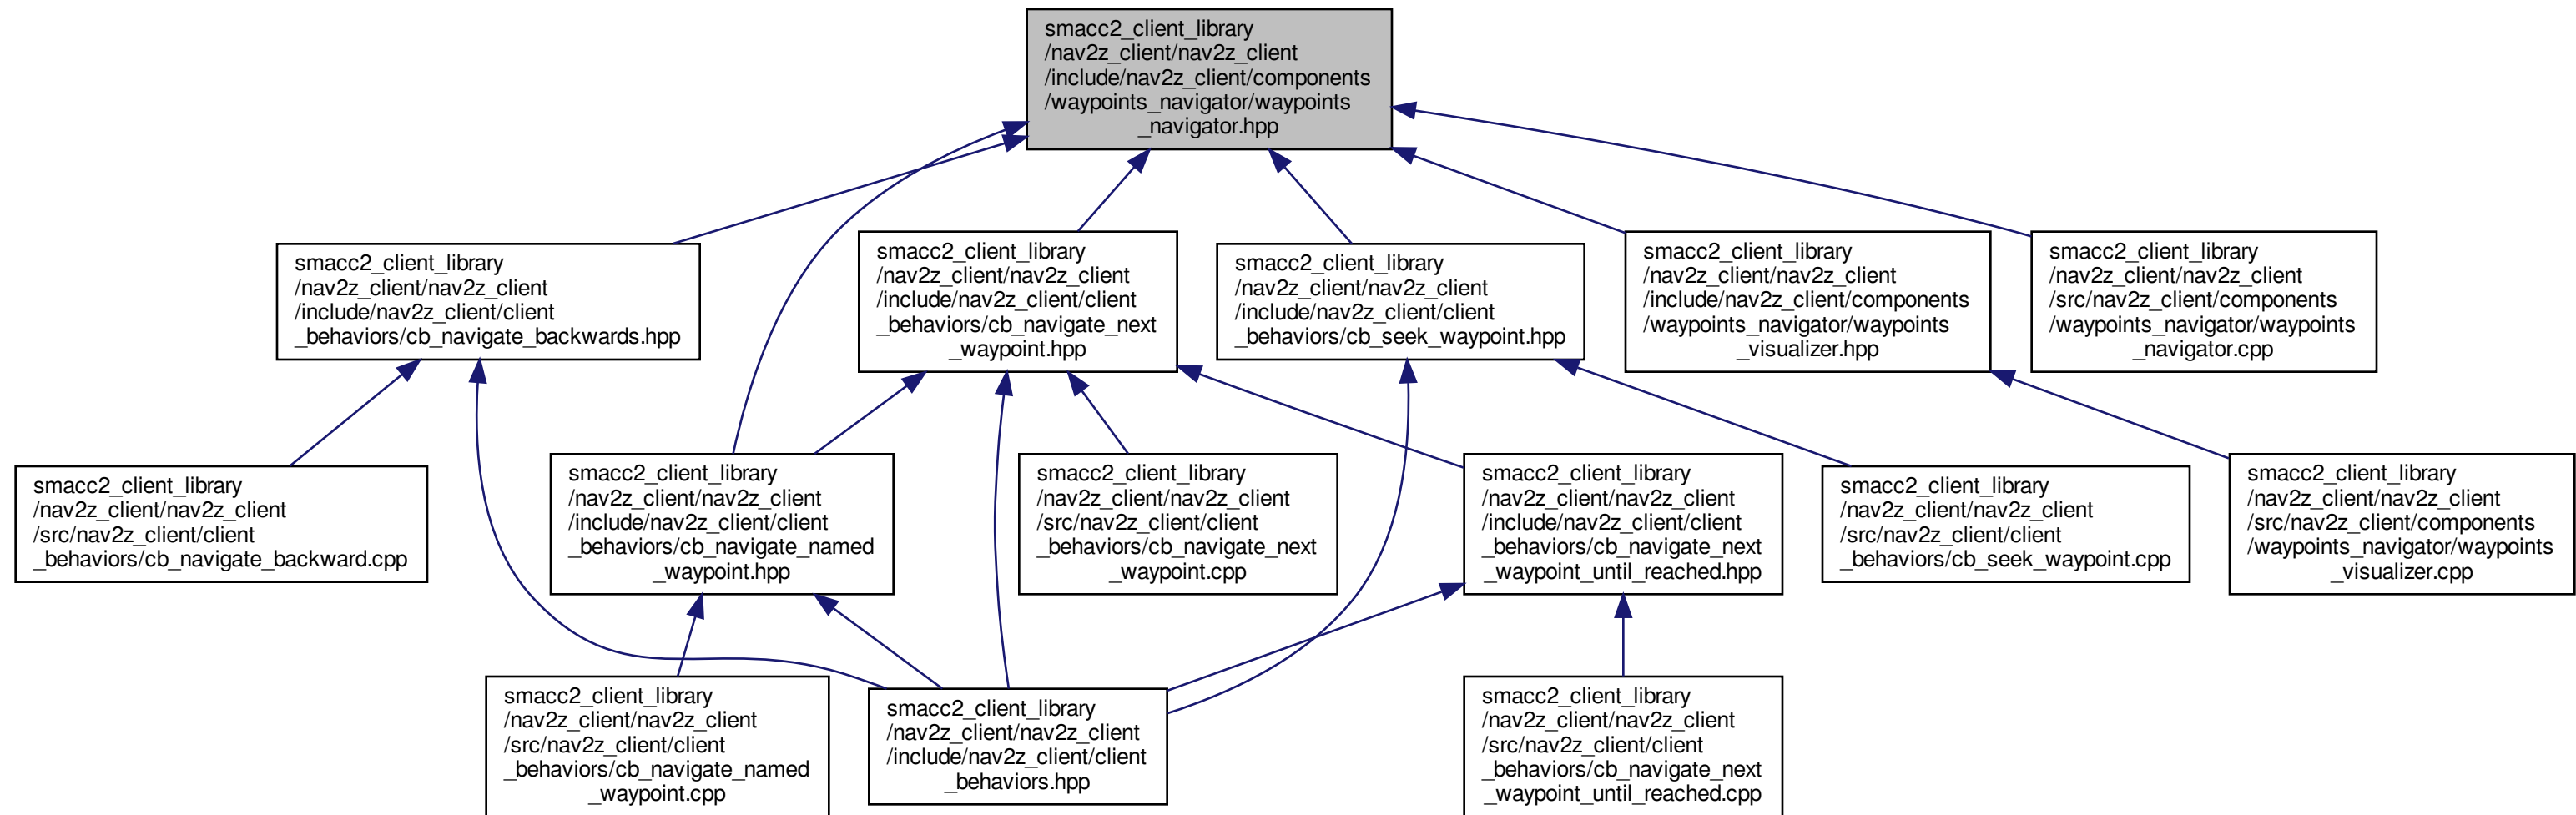 smacc2_client_library
/nav2z_client/nav2z_client
/include/nav2z_client/components
/waypoints_navigator/waypoints
_navigator.hpp
smacc2_client_library
/nav2z_client/nav2z_client
/include/nav2z_client/client
_behaviors/cb_navigate_backwards.hpp
smacc2_client_library
/nav2z_client/nav2z_client
/include/nav2z_client/client
_behaviors/cb_navigate_next
_waypoint.hpp
smacc2_client_library
/nav2z_client/nav2z_client
/include/nav2z_client/client
_behaviors/cb_seek_waypoint.hpp
smacc2_client_library
/nav2z_client/nav2z_client
/include/nav2z_client/components
/waypoints_navigator/waypoints
_visualizer.hpp
smacc2_client_library
/nav2z_client/nav2z_client
/src/nav2z_client/components
/waypoints_navigator/waypoints
_navigator.cpp
smacc2_client_library
/nav2z_client/nav2z_client
/src/nav2z_client/client
_behaviors/cb_navigate_backward.cpp
smacc2_client_library
/nav2z_client/nav2z_client
/include/nav2z_client/client
_behaviors/cb_navigate_named
_waypoint.hpp
smacc2_client_library
/nav2z_client/nav2z_client
/src/nav2z_client/client
_behaviors/cb_navigate_next
_waypoint.cpp
smacc2_client_library
/nav2z_client/nav2z_client
/include/nav2z_client/client
_behaviors/cb_navigate_next
_waypoint_until_reached.hpp
smacc2_client_library
/nav2z_client/nav2z_client
/src/nav2z_client/client
_behaviors/cb_seek_waypoint.cpp
smacc2_client_library
/nav2z_client/nav2z_client
/src/nav2z_client/components
/waypoints_navigator/waypoints
_visualizer.cpp
smacc2_client_library
/nav2z_client/nav2z_client
/src/nav2z_client/client
_behaviors/cb_navigate_named
_waypoint.cpp
smacc2_client_library
/nav2z_client/nav2z_client
/include/nav2z_client/client
_behaviors.hpp
smacc2_client_library
/nav2z_client/nav2z_client
/src/nav2z_client/client
_behaviors/cb_navigate_next
_waypoint_until_reached.cpp